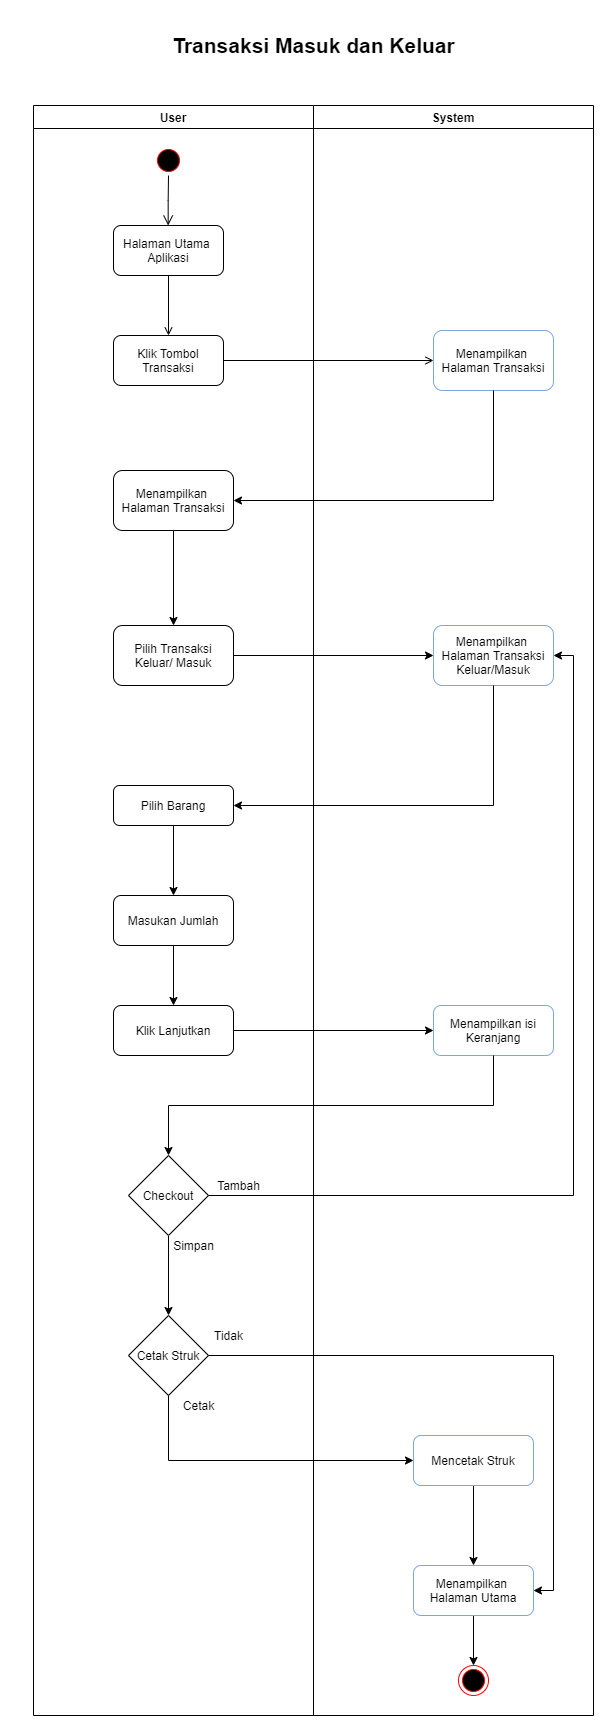 Transaksi Masuk dan Keluar
User
System
Halaman Utama
Aplikasi
Klik Tombol
Transaksi
Menampilkan
Halaman Transaksi
Menampilkan
Halaman Transaksi
Pilih Transaksi
Keluar/ Masuk
Menampilkan
Halaman Transaksi
Keluar/Masuk
Pilih Barang
Masukan Jumlah
Klik Lanjutkan
Menampilkan isi
Keranjang
Checkout
Tambah
Simpan
Cetak Struk
Tidak
Cetak
Mencetak Struk
Menampilkan
Halaman Utama